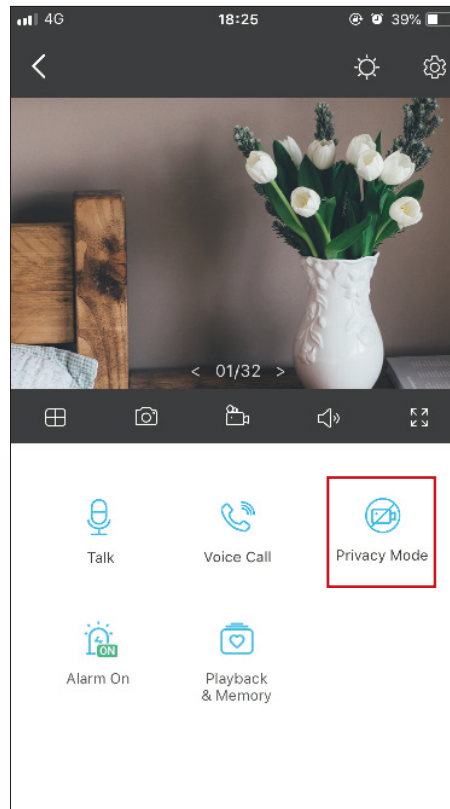 4G 18:25 39%
< 01/32 >
Talk
Voice Call
Privacy Mode
ON
Alarm On
Playback
& Memory